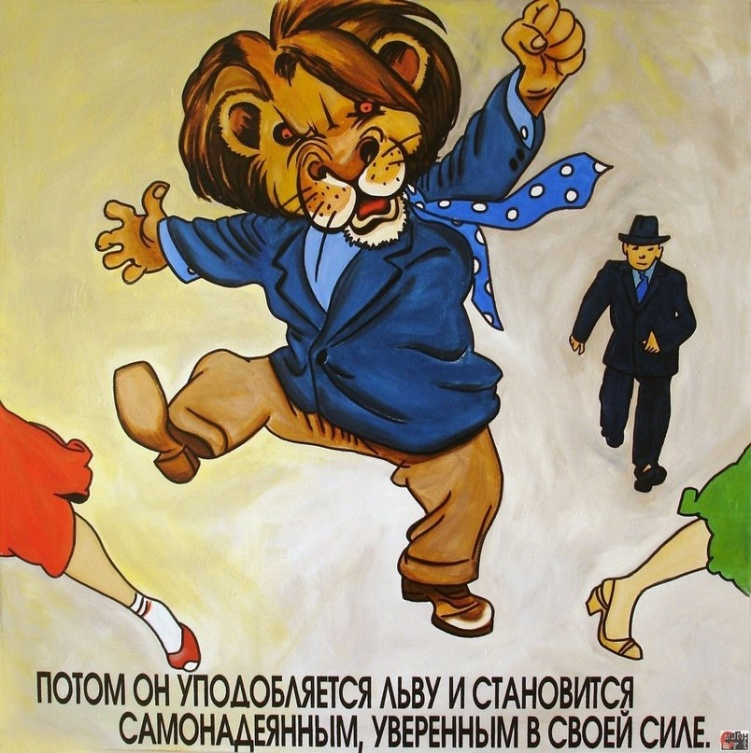 ПОТОМ ОН УПОДОБЛЯЕТСЯ ЛЬВУ И СТАНОВИТСЯ
САМОНАДЕЯННЫМ, УВЕРЕННЫМ В СВОЕЙ СИЛЕ.